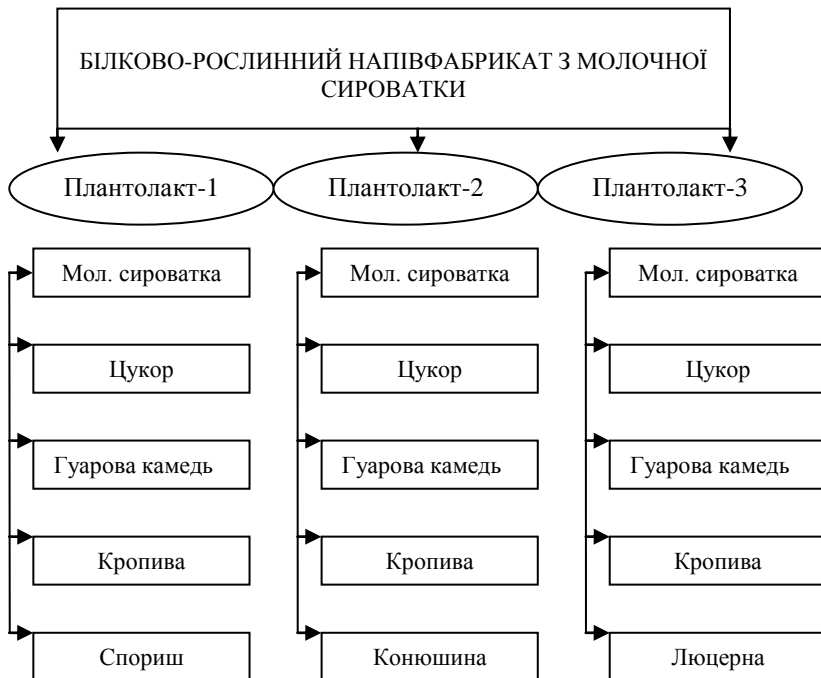 БІЛКОВО-РОСЛИННИЙ НАПІВФАБРИКАТ З МОЛОЧНОЇ
СИРОВАТКИ
Плантолакт-1
Плантолакт-2
Плантолакт-3
Мол. сироватка
Мол. сироватка
Мол. сироватка
Цукор
Цукор
Цукор
Гуарова камедь
Гуарова камедь
Гуарова камедь
Кропива
Кропива
Кропива
Спориш
Конюшина
Люцерна